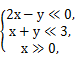 2x − y ≪ 0,
x + y ≪ 3,
x ≫ 0,